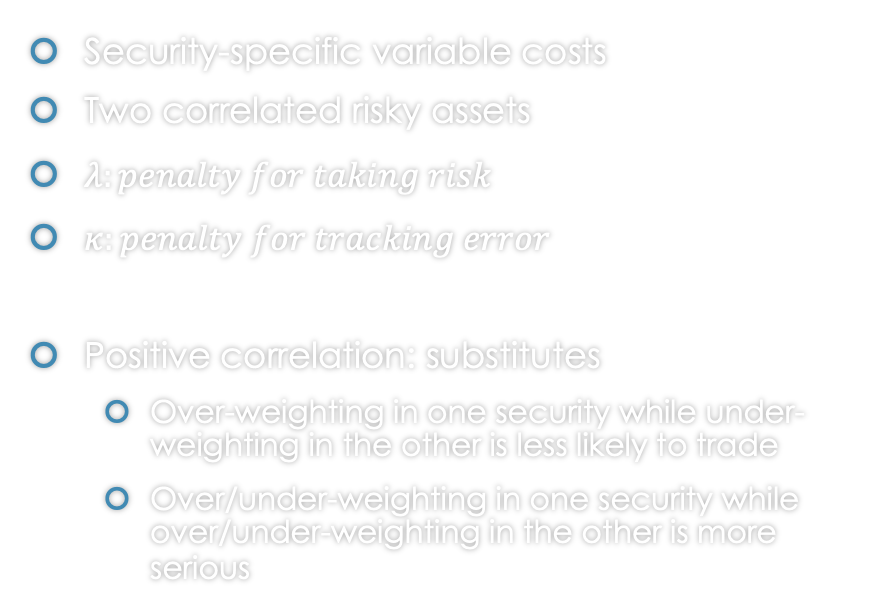 Security-specific variable costs
Two correlated risky assets
λ: penalty for taking risk
κ: penalty for tracking error
Positive correlation: substitutes
Over-weighting in one security while under-
weighting in the other is less likely to trade
Over/under-weighting in one security while
over/under-weighting in the other is more
serious